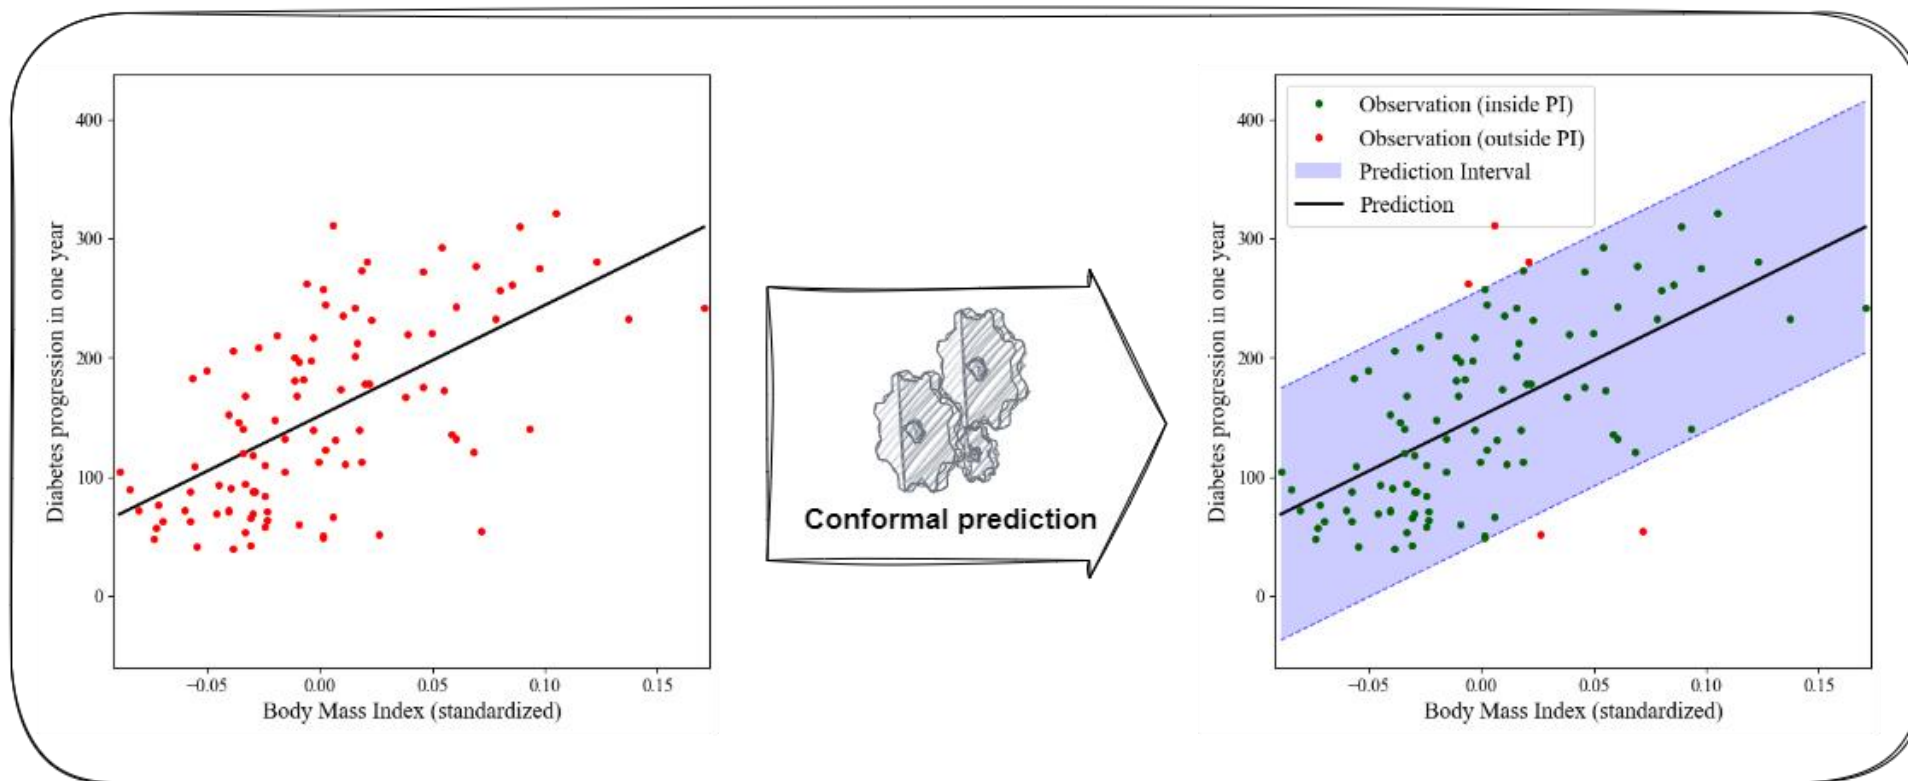 400
300
200
100
0
Diabetes progression in one year
−0.05 0.00 0.05 0.10 0.15
Body Mass Index (standardized)
Conformal prediction
Observation (inside PI)
Observation (outside PI)
Prediction Interval
Prediction
400
300
200
100
0
Diabetes progression in one year
−0.05 0.00 0.05 0.10 0.15
Body Mass Index (standardized)